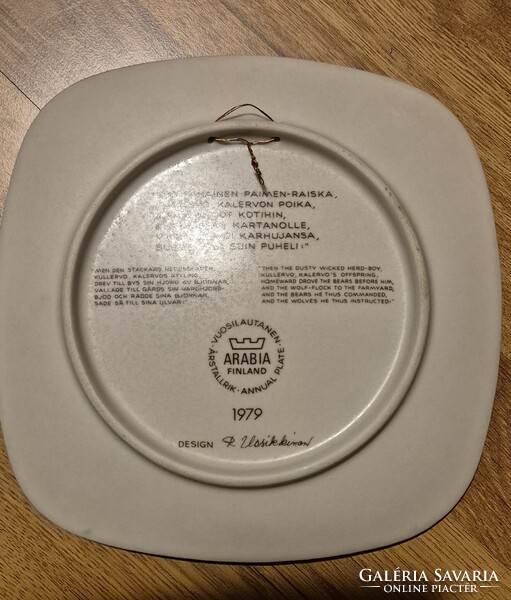 PAIMEN-RAISKA,
KALERVON POIKA,
KOTIHIN,
KARTANOLLE,
KARHUJANSA,
SUIN PUHELI:"
"MEN DEN STACKARS
KULLERVO, KALERVOS ÄTTLING,
DREV TILL BYS SIN HJORD AV BJÖRNAR,
VALLADE TILL GÅRDS SIN VARGHJORD
BJÖD OCH RÅDDE SINA BJÖRNAR,
SADE SÅ TILL SINA ULVAR:"
"THEN THE DUSTY WICKED HERD-BOY,
KULLERVO, KALERVO'S OFFSPRING,
HOMEWARD DROVE THE BEARS BEFORE HIM,
AND THE WOLF-FLOCK TO THE FARMYARD,
AND THE BEARS HE THUS COMMANDED,
AND THE WOLVES HE THUS INSTRUCTED:"
·VUOSILAUTANEN·
ARABIA
FINLAND
ÅRSTALLRIK·ANNUAL PLATE
1979
DESIGN R. Uosikkinen
GALÉRIA SAVARIA
ONLINE PIACTÉR